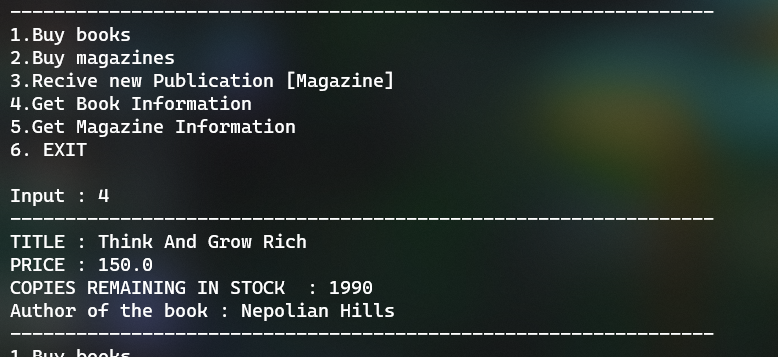 ----------------------------------------------------------------
1.Buy books
2.Buy magazines
3.Recive new Publication [Magazine]
4.Get Book Information
5.Get Magazine Information
6. EXIT
Input : 4
----------------------------------------------------------------
TITLE : Think And Grow Rich
PRICE : 150.0
COPIES REMAINING IN STOCK  : 1990
Author of the book : Nepolian Hills
----------------------------------------------------------------
1.Buy books